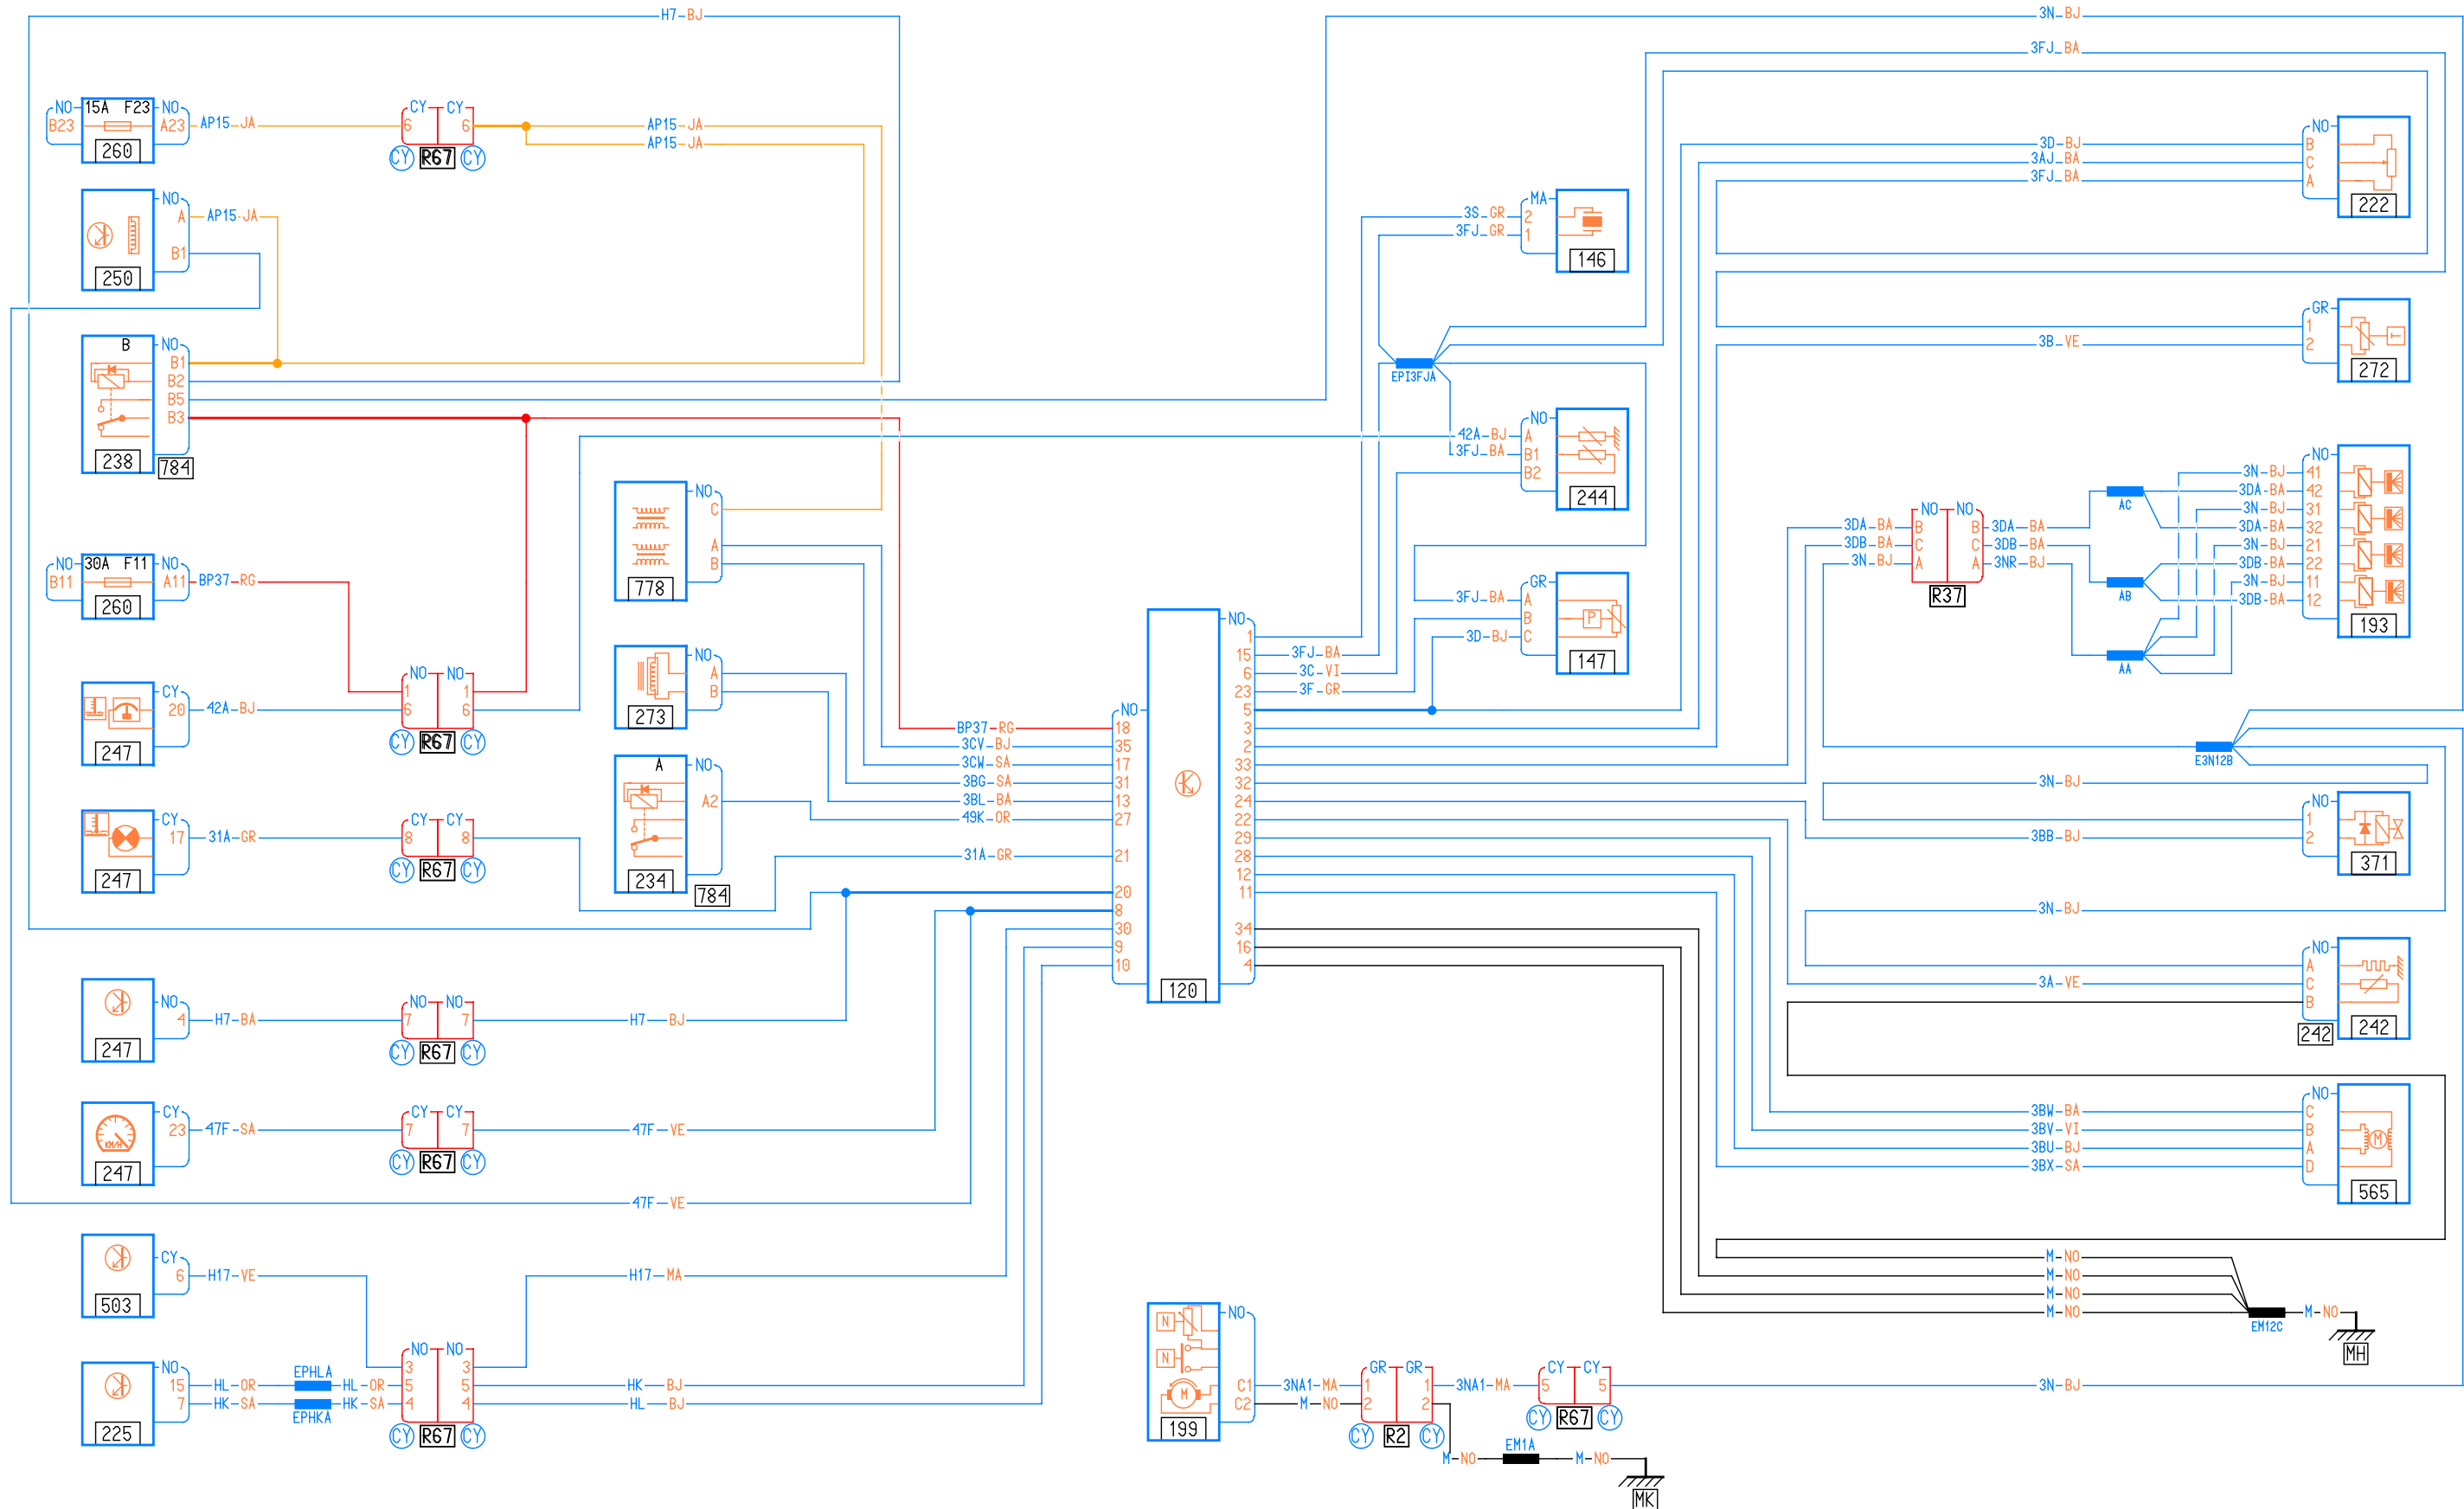 H7 BJ
3N BJ
3FJ BA
NO 15A F23 NO
B23 A23 AP15 JA
260
CY CY
6 6
CY R67 CY
AP15 JA
AP15 JA
NO
A AP15 JA
B1
250
B NO
B1
B2
B5
B3
238 784
NO 30A F11 NO
B11 A11 BP37 RG
260
CY
20 42A BJ
247
NO NO
1 1
6 6
CY R67 CY
CY
17 31A GR
247
CY CY
8 8
CY R67 CY
NO
4 H7 BA
247
NO NO
7 7
CY R67 CY
H7 BJ
CY
23 47F SA
KM/H
247
CY CY
7 7
CY R67 CY
47F VE
47F VE
CY
6 H17 VE
503
NO
15 HL OR EPHLA HL OR
7 HK SA EPHKA HK SA
225
NO NO
3 3
5 5
4 4
CY R67 CY
H17 MA
HK BJ
HL BJ
NO
C
A
B
778
NO
A
B
273
A NO
A2
234
784
BP37 RG
3CV BJ
3CW SA
3BG SA
3BL BA
49K OR
31A GR
NO
18
35
17
31
13
27
21
20
8
30
9
10
120
NO
1
15 3FJ BA
6 3C VI
23 3F GR
5
3
2
33
32
24
22
29
28
12
11
34
16
4
3S GR
3FJ GR
MA
2
1
146
EPI3FJA
42A BJ
3FJ BA
NO
A
B1
B2
244
3FJ BA
3D BJ
GR
A
B
C
P
147
3D BJ
3AJ BA
3FJ BA
NO
B
C
A
222
3B VE
GR
1
2
T
272
3DA BA
3DB BA
3N BJ
NO NO
B B
C C
A A
R37
3DA BA
3DB BA
3NR BJ
AC
AB
AA
3N BJ
3DA BA
3N BJ
3DA BA
3N BJ
3DB BA
3N BJ
3DB BA
NO
41
42
31
32
21
22
11
12
193
E3N12B
3N BJ
3BB BJ
NO
1
2
371
3N BJ
3A VE
NO
A
C
B
242 242
3BW BA
3BV VI
3BU BJ
3BX SA
NO
C
B
A
D
M
565
M NO
M NO
M NO
M NO
EM12C
M NO
MH
N
N
M
199
NO
C1 3NA1 MA
C2 M NO
GR GR
1 1
2 2
CY R2 CY
3NA1 MA
CY CY
5 5
CY R67 CY
3N BJ
M NO EM1A M NO
MK